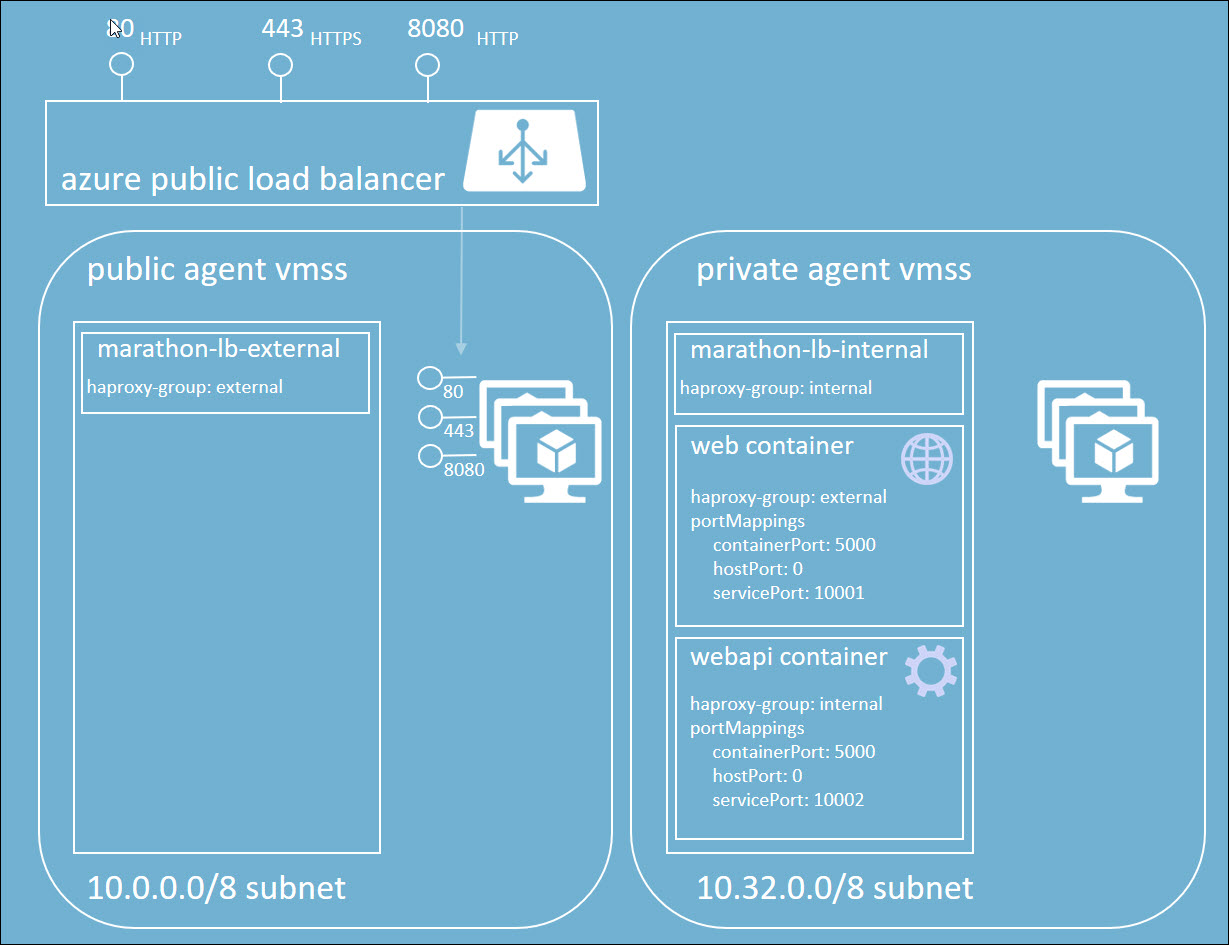 80 HTTP
443 HTTPS
8080 HTTP
azure public load balancer
public agent vmss
marathon-lb-external
haproxy-group: external
80
443
8080
10.0.0.0/8 subnet
private agent vmss
marathon-lb-internal
haproxy-group: internal
web container
haproxy-group: external
portMappings
containerPort: 5000
hostPort: 0
servicePort: 10001
webapi container
haproxy-group: internal
portMappings
containerPort: 5000
hostPort: 0
servicePort: 10002
10.32.0.0/8 subnet